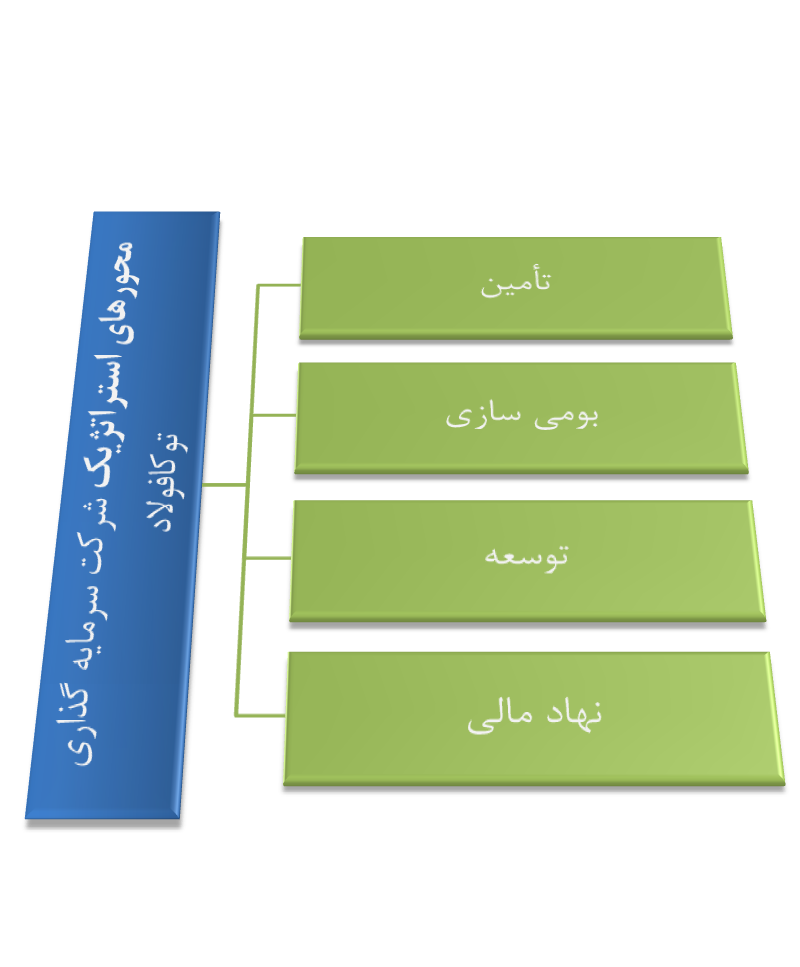 محورهای استراتژیک شرکت سرمایه گذاری
توکافولاد
تأمین
بومی سازی
توسعه
نهاد مالی